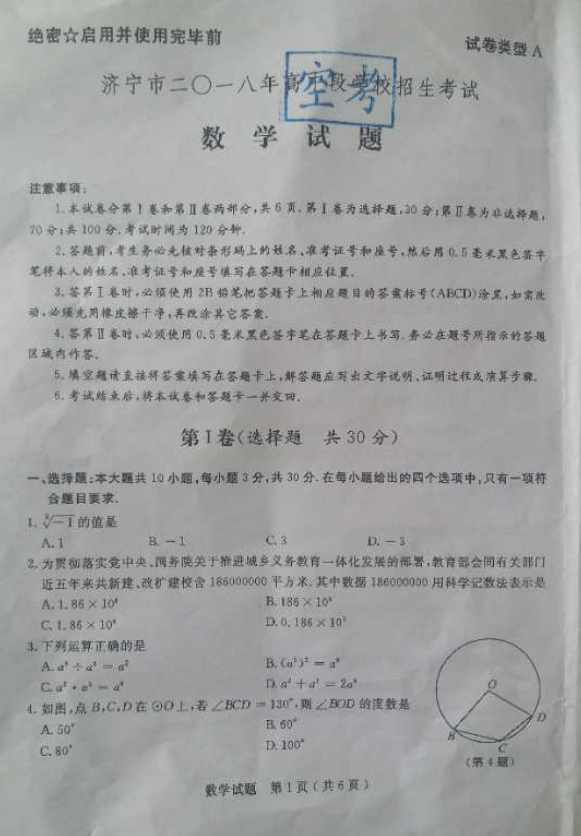 绝密☆启用并使用完毕前
试卷类型 A
济宁市二〇一八年高中段学校招生考试
空考
数学试题
注意事项:
1.本试卷分第Ⅰ卷和第Ⅱ卷两部分,共6页.第Ⅰ卷为选择题,30分;第Ⅱ卷为非选择题,
70分;共100分.考试时间为120分钟.
2.答题前,考生务必先核对条形码上的姓名、准考证号和座号,然后用0.5毫米黑色签字
笔将本人的姓名、准考证号和座号填写在答题卡相应位置.
3.答第Ⅰ卷时,必须使用2B铅笔把答题卡上相应题目的答案标号(ABCD)涂黑,如需改
动,必须先用橡皮擦干净,再改涂其它答案.
4.答第Ⅱ卷时,必须使用0.5毫米黑色签字笔在答题卡上书写.务必在题号所指示的答题
区域内作答.
5.填空题请直接将答案填写在答题卡上,解答题应写出文字说明、证明过程或演算步骤.
6.考试结束后,将本试卷和答题卡一并交回.
第Ⅰ卷(选择题 共30分)
一、选择题:本大题共10小题,每小题3分,共30分.在每小题给出的四个选项中,只有一项符
合题目要求.
1. ∛-1 的值是
A. 1 B. -1 C. 3 D. -3
2.为贯彻落实党中央、国务院关于推进城乡义务教育一体化发展的部署,教育部会同有关部门
近五年来共新建、改扩建校舍186000000平方米.其中数据186000000用科学记数法表示是
A. 1.86×10 B. 186×10
C. 1.86×10 D. 0.186×10
3.下列运算正确的是
A. B.
C. D.
4.如图,点B,C,D在⊙O上,若∠BCD=130°,则∠BOD的度数是
A. 50° B. 60°
C. 80° D. 100°
O
B
D
C
(第4题)
数学试题 第1页(共6页)